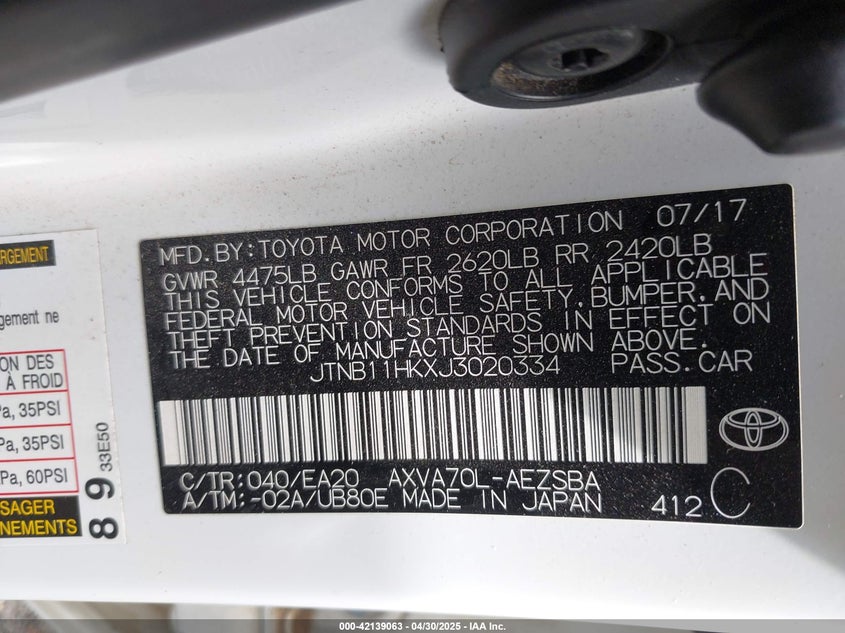 RGEMENT
gement ne
ION DES
À FROID
Pa, 35PSI
Pa, 35PSI
Pa, 60PSI
SAGER
NEMENTS
89
33E50
MFD.BY:TOYOTA MOTOR CORPORATION 07/17
GVWR 4475LB GAWR FR 2620LB RR 2420LB
THIS VEHICLE CONFORMS TO ALL APPLICABLE
FEDERAL MOTOR VEHICLE SAFETY,BUMPER,AND
THEFT PREVENTION STANDARDS IN EFFECT ON
THE DATE OF MANUFACTURE SHOWN ABOVE.
JTNB11HKXJ3020334 PASS.CAR
C/TR:040/EA20 AXVA70L-AEZSBA
A/TM:-02A/UB80E MADE IN JAPAN 412 C
000-42139063 - 04/30/2025 - IAA Inc.